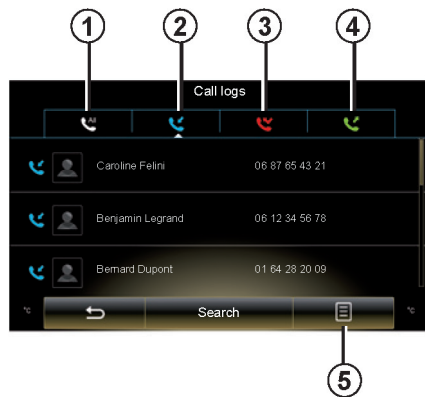 1 2 3 4
Call logs
All
Caroline Felini 06 87 65 43 21
Benjamin Legrand 06 12 34 56 78
Bernard Dupont 01 64 28 20 09
°C Search °C
5